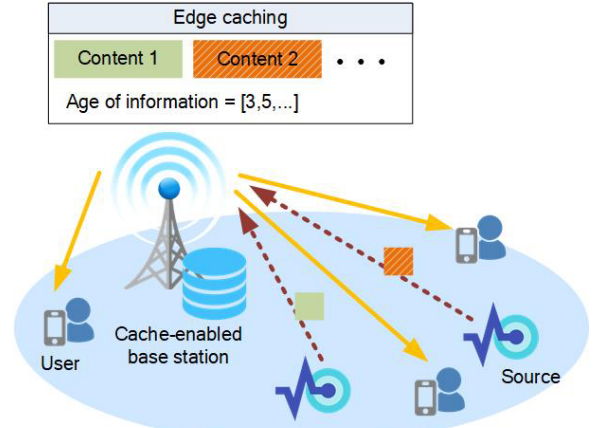 Edge caching
Content 1
Content 2
• • •
Age of information = [3,5,...]
Cache-enabled
base station
User
Source